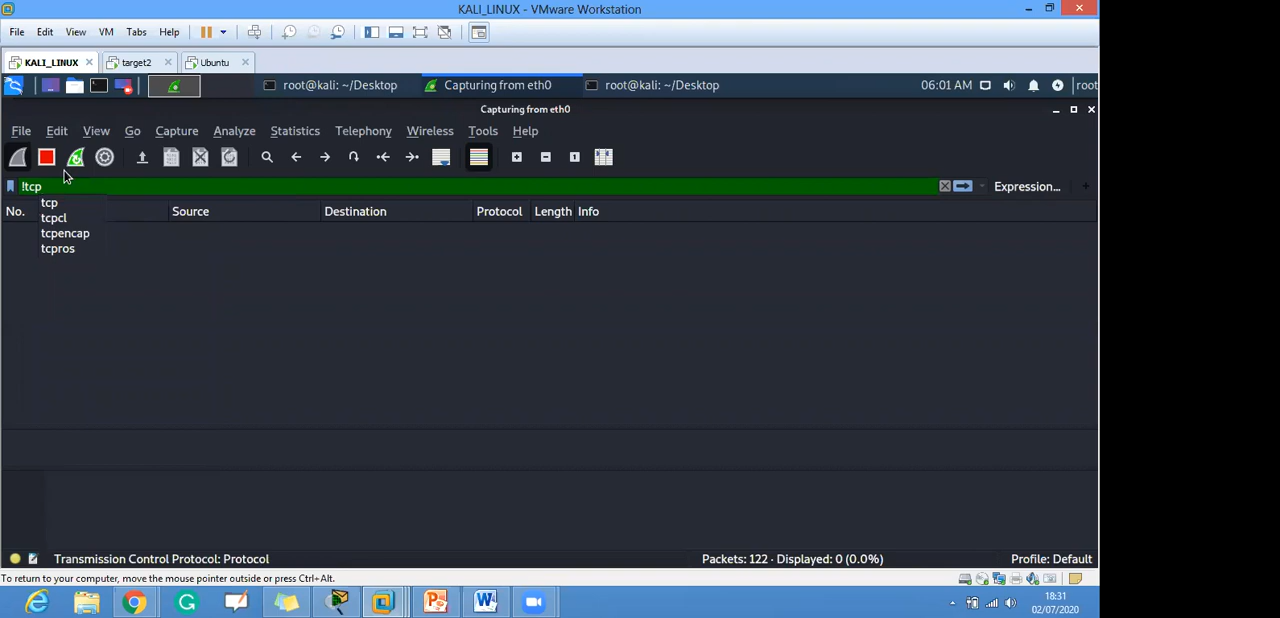 KALI_LINUX - VMware Workstation
File Edit View VM Tabs Help
KALI_LINUX target2 Ubuntu
root@kali: ~/Desktop Capturing from eth0 root@kali: ~/Desktop 06:01 AM root
Capturing from eth0
File Edit View Go Capture Analyze Statistics Telephony Wireless Tools Help
!tcp Expression... +
tcp
No. Source Destination Protocol Length Info
tcpcl
tcpencap
tcpros
Transmission Control Protocol: Protocol Packets: 122 · Displayed: 0 (0.0%) Profile: Default
To return to your computer, move the mouse pointer outside or press Ctrl+Alt.
18:31
02/07/2020